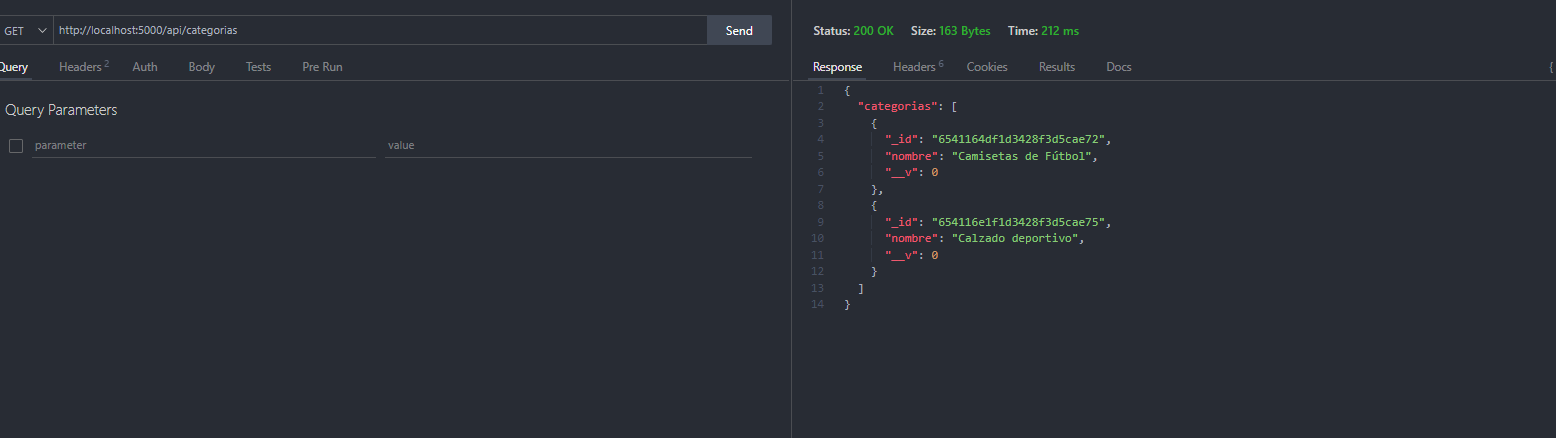 GET http://localhost:5000/api/categorias Send
Query Headers 2 Auth Body Tests Pre Run
Query Parameters
parameter value
Status: 200 OK Size: 163 Bytes Time: 212 ms
Response Headers 6 Cookies Results Docs {
1 {
2 "categorias": [
3 {
4 "_id": "6541164df1d3428f3d5cae72",
5 "nombre": "Camisetas de Fútbol",
6 "__v": 0
7 },
8 {
9 "_id": "654116e1f1d3428f3d5cae75",
10 "nombre": "Calzado deportivo",
11 "__v": 0
12 }
13 ]
14 }